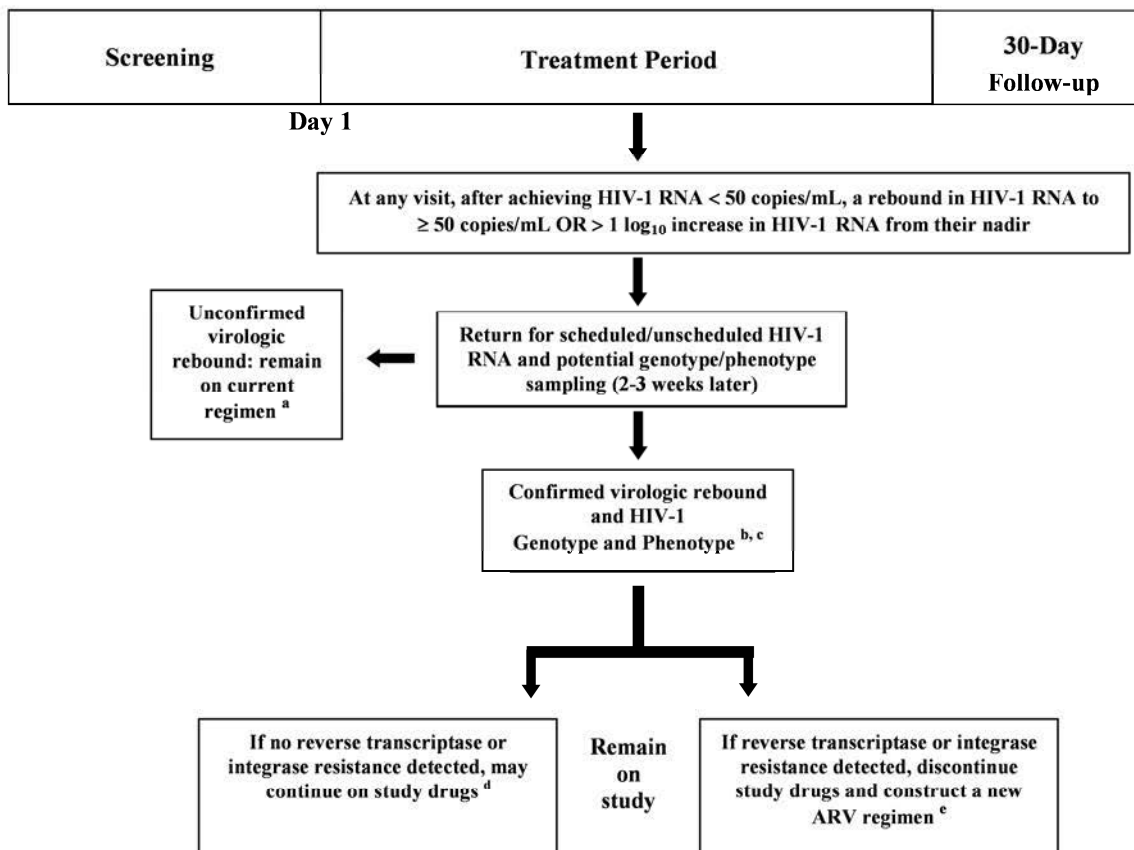 Screening
Treatment Period
30-Day
Follow-up
Day 1
At any visit, after achieving HIV-1 RNA < 50 copies/mL, a rebound in HIV-1 RNA to
≥ 50 copies/mL OR > 1 log10 increase in HIV-1 RNA from their nadir
Unconfirmed
virologic
rebound: remain
on current
regimen a
Return for scheduled/unscheduled HIV-1
RNA and potential genotype/phenotype
sampling (2-3 weeks later)
Confirmed virologic rebound
and HIV-1
Genotype and Phenotype b, c
If no reverse transcriptase or
integrase resistance detected, may
continue on study drugs d
Remain
on
study
If reverse transcriptase or integrase
resistance detected, discontinue
study drugs and construct a new
ARV regimen e